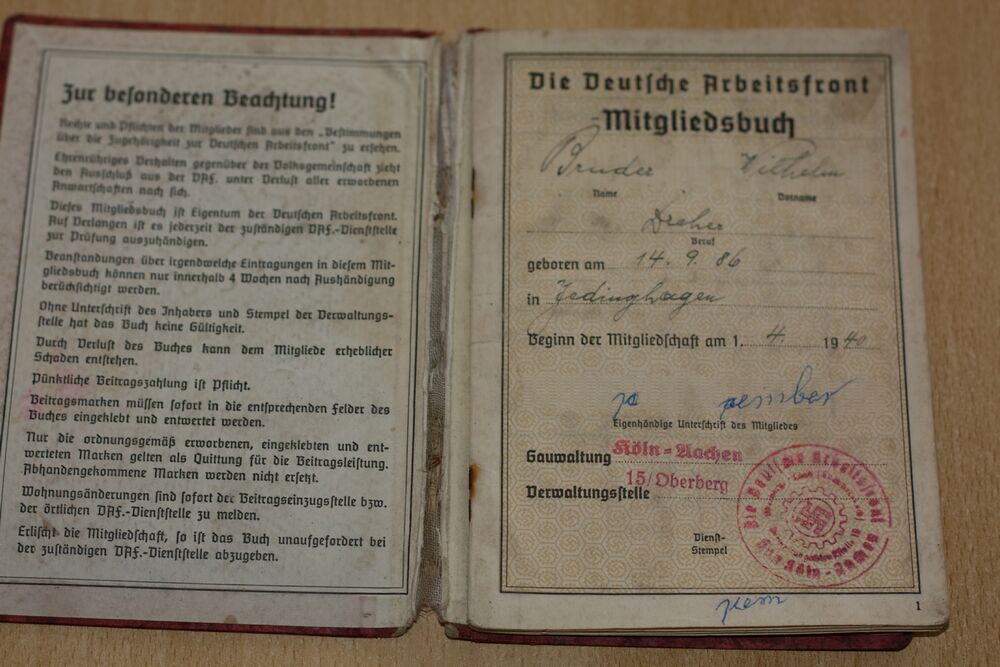 Zur besonderen Beachtung!
Rechte und Pflichten der Mitglieder sind aus den „Bestimmungen
über die Zugehörigkeit zur Deutschen Arbeitsfront" zu ersehen.
Ehrenrühriges Verhalten gegenüber der Volksgemeinschaft zieht
den Ausschluß aus der DAF. unter Verlust aller erworbenen
Anwartschaften nach sich.
Dieses Mitgliedsbuch ist Eigentum der Deutschen Arbeitsfront.
Auf Verlangen ist es jederzeit der zuständigen DAF.-Dienststelle
zur Prüfung auszuhändigen.
Beanstandungen über irgendwelche Eintragungen in diesem Mit-
gliedsbuch können nur innerhalb 4 Wochen nach Aushändigung
berücksichtigt werden.
Ohne Unterschrift des Inhabers und Stempel der Verwaltungs-
stelle hat das Buch keine Gültigkeit.
Durch Verlust des Buches kann dem Mitgliede erheblicher
Schaden entstehen.
Pünktliche Beitragszahlung ist Pflicht.
Beitragsmarken müssen sofort in die entsprechenden Felder des
Buches eingeklebt und entwertet werden.
Nur die ordnungsgemäß erworbenen, eingeklebten und ent-
werteten Marken gelten als Quittung für die Beitragsleistung.
Abhandengekommene Marken werden nicht ersetzt.
Wohnungsänderungen sind sofort der Beitragseinzugsstelle bzw.
der örtlichen DAF.-Dienststelle zu melden.
Erlischt die Mitgliedschaft, so ist das Buch unaufgefordert bei
der zuständigen DAF.-Dienststelle abzugeben.
Die Deutsche Arbeitsfront
Mitgliedsbuch
Bruder Wilhelm
Name Vorname
Dreher
Beruf
geboren am 14. 9. 86
in Jedinghagen
Beginn der Mitgliedschaft am 1. 4. 1940
Eigenhändige Unterschrift des Mitgliedes
Gauwaltung Köln-Aachen
Verwaltungsstelle 15/Oberberg
Die Deutsche Arbeitsfront
Gau Köln-Aachen
Dienst-
Stempel
1